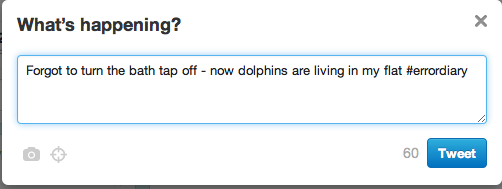 What's happening?
Forgot to turn the bath tap off - now dolphins are living in my flat #errordiary
60 Tweet